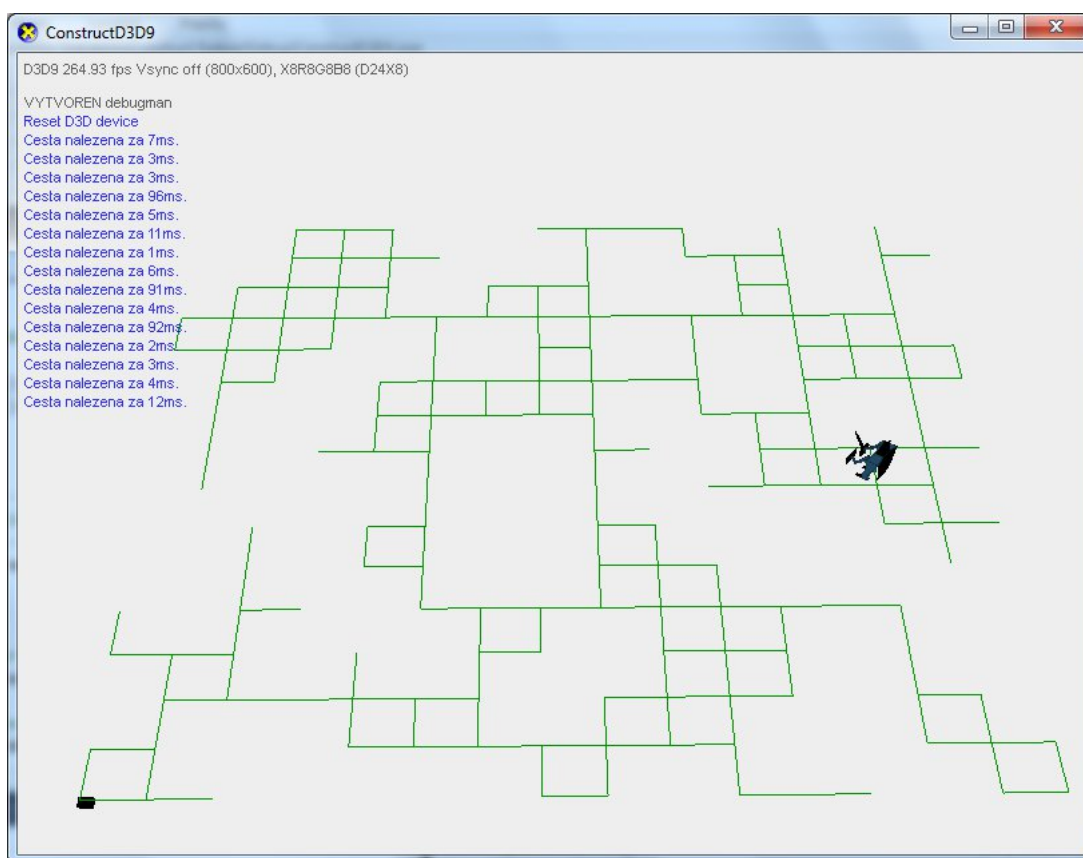 ConstructD3D9
D3D9 264.93 fps Vsync off (800x600), X8R8G8B8 (D24X8)
VYTVOREN debugman
Reset D3D device
Cesta nalezena za 7ms.
Cesta nalezena za 3ms.
Cesta nalezena za 3ms.
Cesta nalezena za 96ms.
Cesta nalezena za 5ms.
Cesta nalezena za 11ms.
Cesta nalezena za 1ms.
Cesta nalezena za 6ms.
Cesta nalezena za 91ms.
Cesta nalezena za 4ms.
Cesta nalezena za 92ms.
Cesta nalezena za 2ms.
Cesta nalezena za 3ms.
Cesta nalezena za 4ms.
Cesta nalezena za 12ms.